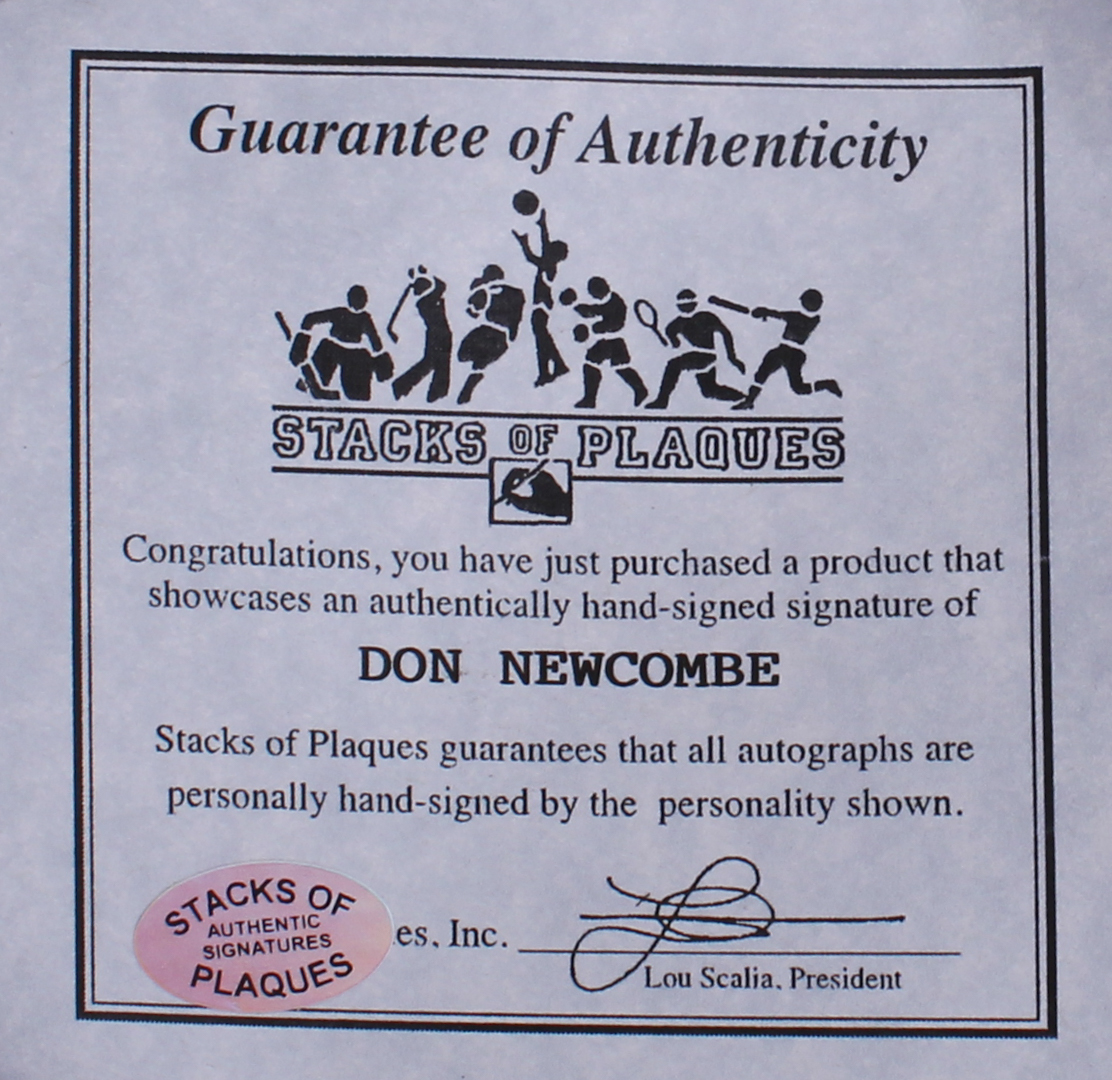 Guarantee of Authenticity
STACKS OF PLAQUES
Congratulations, you have just purchased a product that
showcases an authentically hand-signed signature of
DON NEWCOMBE
Stacks of Plaques guarantees that all autographs are
personally hand-signed by the personality shown.
STACKS OF
AUTHENTIC
SIGNATURES
PLAQUES
es, Inc.
Lou Scalia, President